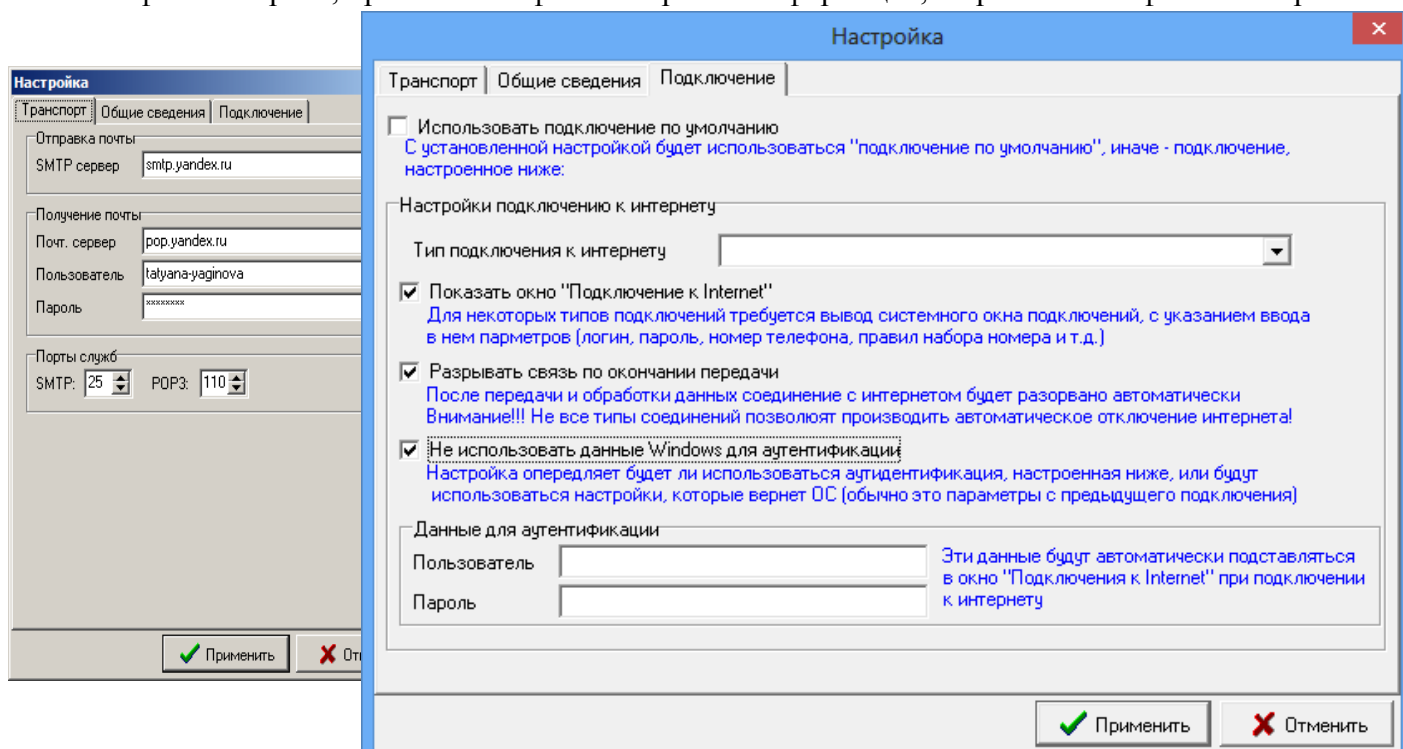 Настройка
Транспорт Общие сведения Подключение
Отправка почты
SMTP сервер smtp.yandex.ru
Получение почты
Почт. сервер pop.yandex.ru
Пользователь tatyana-yaginova
Пароль xxxxxxxx
Порты служб
SMTP: 25 POP3: 110
Применить
Настройка
Транспорт Общие сведения Подключение
Использовать подключение по умолчанию
С установленной настройкой будет использоваться "подключение по умолчанию", иначе - подключение,
настроенное ниже:
Настройки подключению к интернету
Тип подключения к интернету
Показать окно "Подключение к Internet"
Для некоторых типов подключений требуется вывод системного окна подключений, с указанием ввода
в нем парметров (логин, пароль, номер телефона, правил набора номера и т.д.)
Разрывать связь по окончании передачи
После передачи и обработки данных соединение с интернетом будет разорвано автоматически
Внимание!!! Не все типы соединений позволюят производить автоматическое отключение интернета!
Не использовать данные Windows для аутентификации
Настройка опередляет будет ли использоваться аутидентификация, настроенная ниже, или будут
использоваться настройки, которые вернет ОС (обычно это параметры с предыдущего подключения)
Данные для аутентификации
Пользователь
Пароль
Эти данные будут автоматически подставляться
в окно "Подключения к Internet" при подключении
к интернету
Применить Отменить